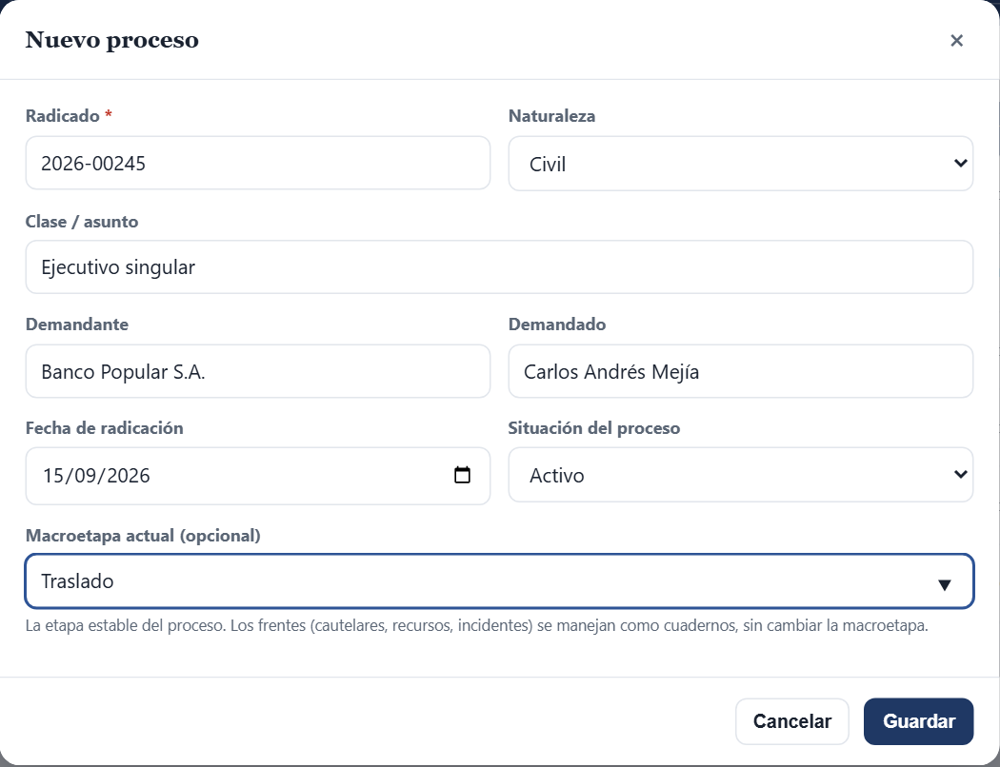 Nuevo proceso
×
Radicado *
Naturaleza
2026-00245
Civil
Clase / asunto
Ejecutivo singular
Demandante
Demandado
Banco Popular S.A.
Carlos Andrés Mejía
Fecha de radicación
Situación del proceso
15/09/2026
Activo
Macroetapa actual (opcional)
Traslado
La etapa estable del proceso. Los frentes (cautelares, recursos, incidentes) se manejan como cuadernos, sin cambiar la macroetapa.
Cancelar
Guardar